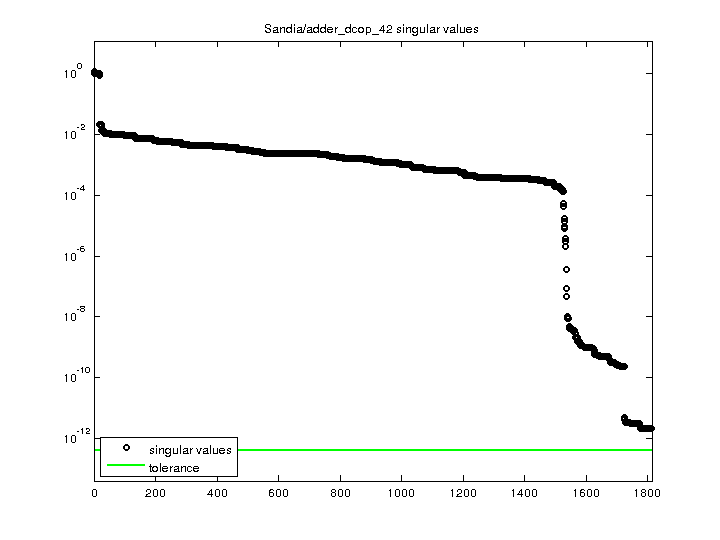 Sandia/adder_dcop_42 singular values
10^0
10^-2
10^-4
10^-6
10^-8
10^-10
10^-12
singular values
tolerance
0 200 400 600 800 1000 1200 1400 1600 1800